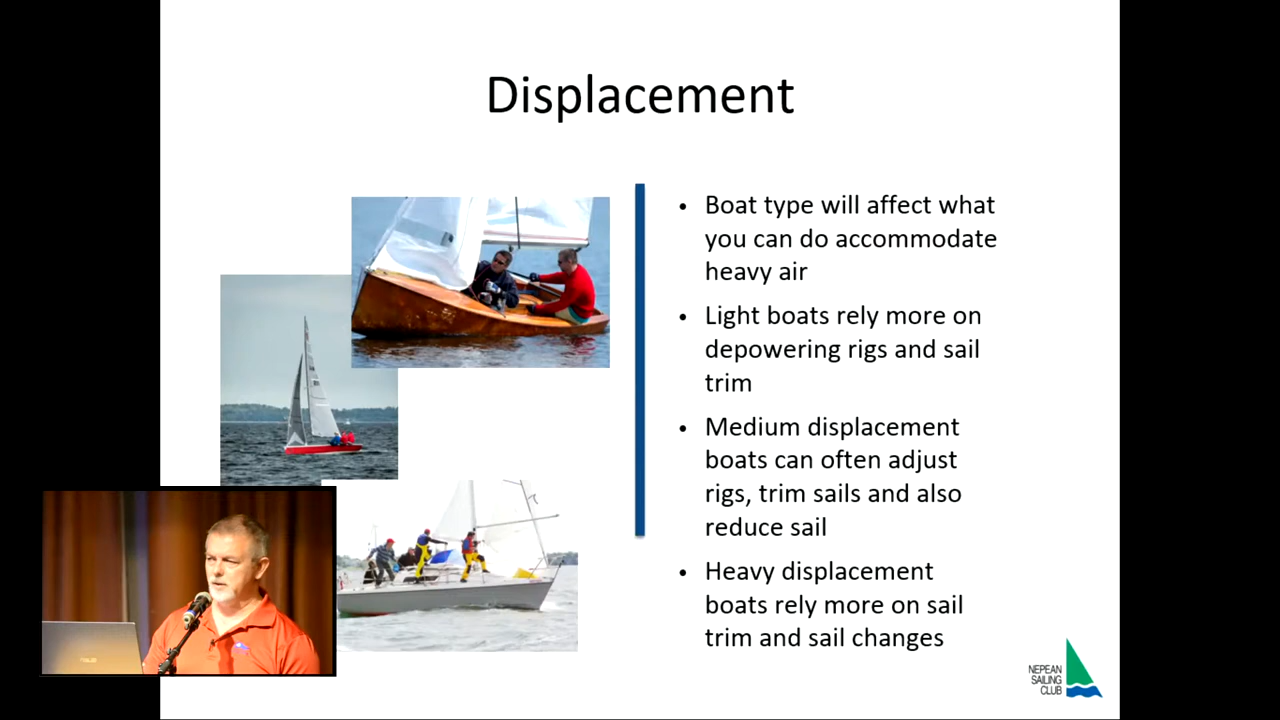 Displacement
• Boat type will affect what
you can do accommodate
heavy air
• Light boats rely more on
depowering rigs and sail
trim
• Medium displacement
boats can often adjust
rigs, trim sails and also
reduce sail
• Heavy displacement
boats rely more on sail
trim and sail changes
NEPEAN
SAILING
CLUB
ASUS